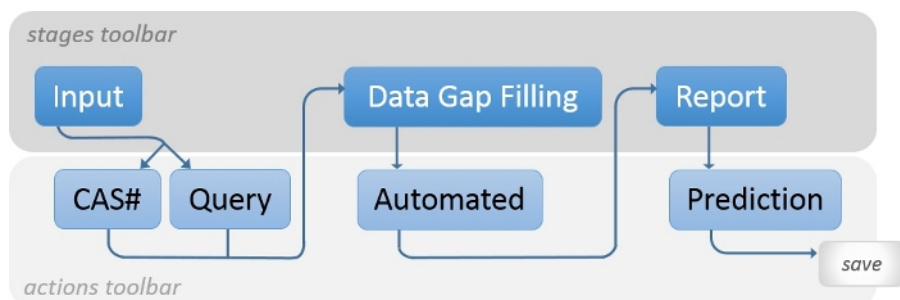 stages toolbar
Input
Data Gap Filling
Report
CAS#
Query
Automated
Prediction
save
actions toolbar